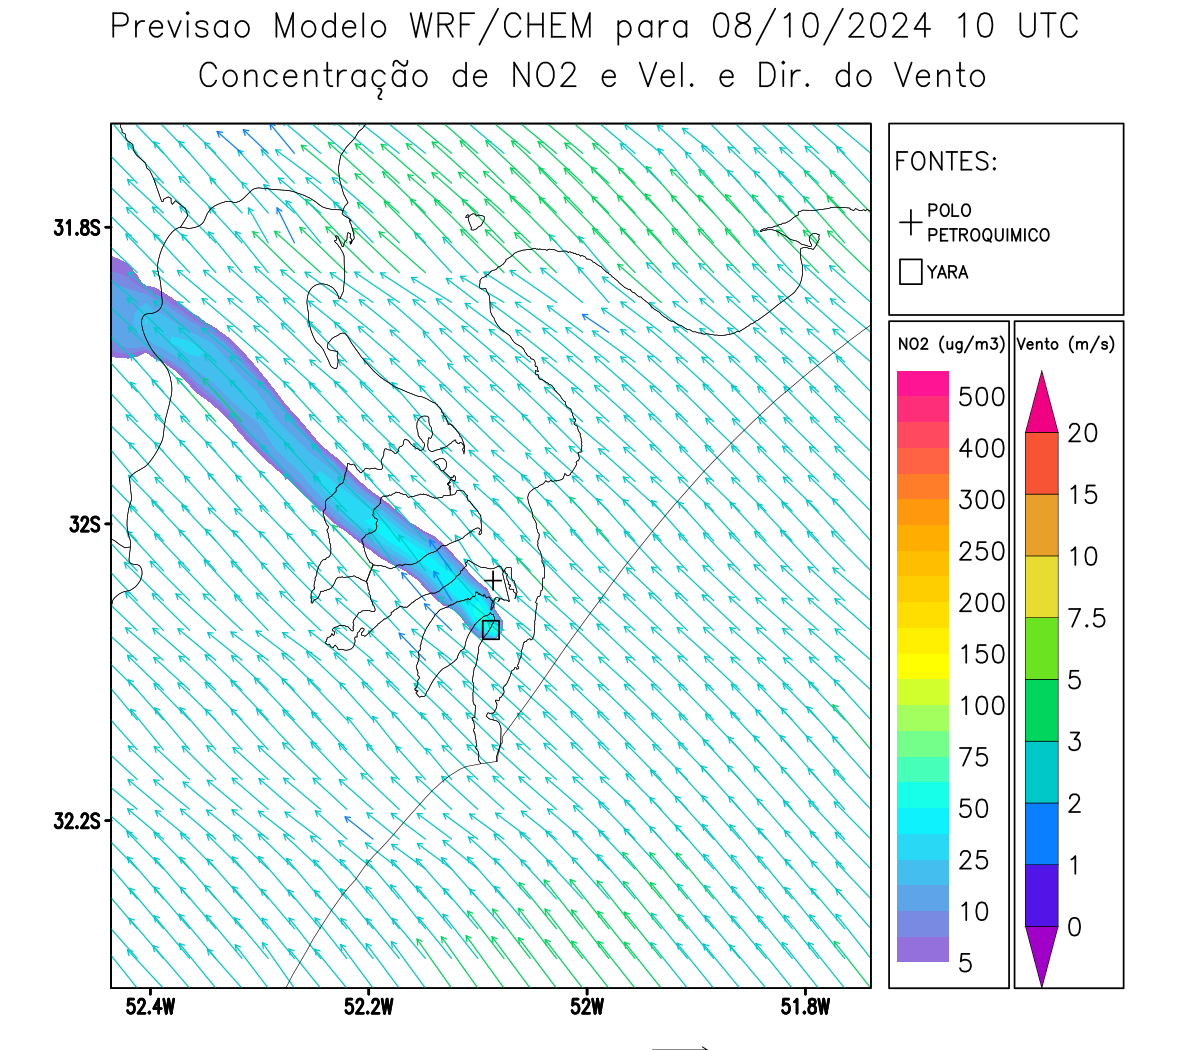 Previsao Modelo WRF/CHEM para 08/10/2024 10 UTC
Concentração de NO2 e Vel. e Dir. do Vento
31.8S
32S
32.2S
52.4W
52.2W
52W
51.8W
FONTES:
POLO
PETROQUIMICO
YARA
NO2 (ug/m3)
500
400
300
250
200
150
100
75
50
25
10
5
Vento (m/s)
20
15
10
7.5
5
3
2
1
0